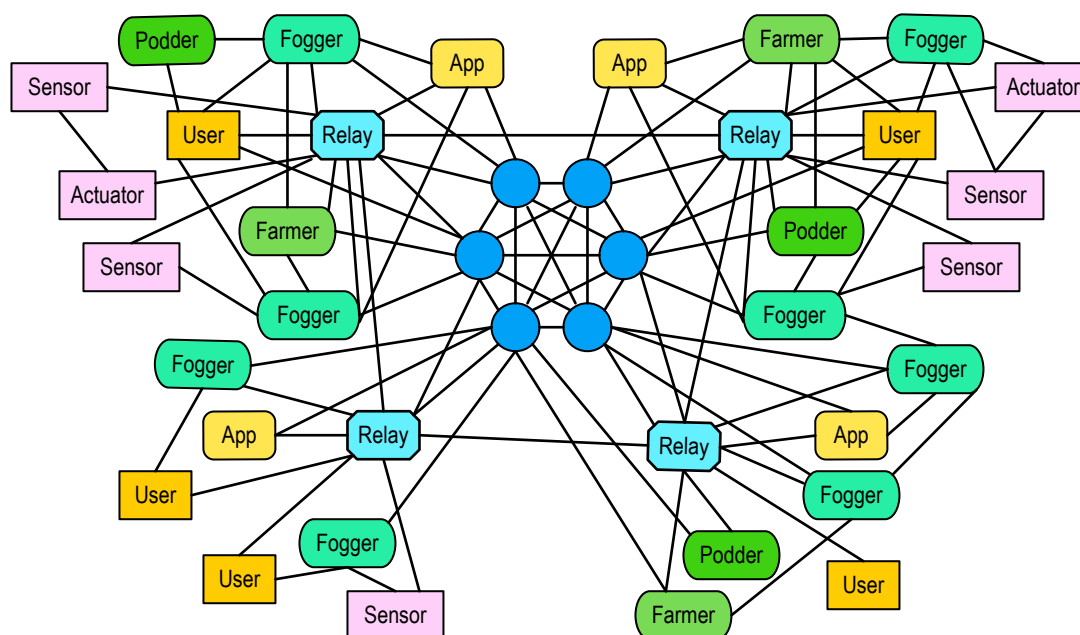 Podder
Fogger
App
App
Farmer
Fogger
Sensor
Actuator
User
Relay
Relay
User
Actuator
Sensor
Farmer
Podder
Sensor
Sensor
Fogger
Fogger
Fogger
Fogger
App
Relay
Relay
App
User
Fogger
Fogger
Podder
User
User
Sensor
Farmer